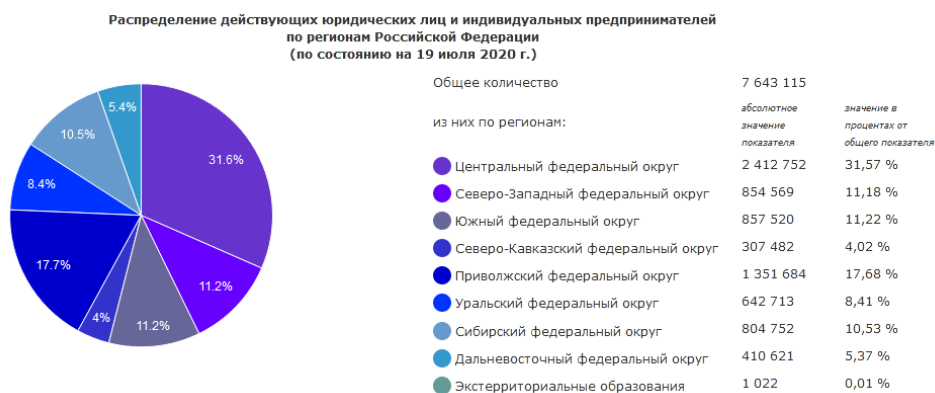 Распределение действующих юридических лиц и индивидуальных предпринимателей
по регионам Российской Федерации
(по состоянию на 19 июля 2020 г.)
5.4%
10.5%
31.6%
8.4%
17.7%
11.2%
4%
11.2%
Общее количество 7 643 115
из них по регионам:
абсолютное значение в
значение процентах от
показателя общего показателя
Центральный федеральный округ 2 412 752 31,57 %
Северо-Западный федеральный округ 854 569 11,18 %
Южный федеральный округ 857 520 11,22 %
Северо-Кавказский федеральный округ 307 482 4,02 %
Приволжский федеральный округ 1 351 684 17,68 %
Уральский федеральный округ 642 713 8,41 %
Сибирский федеральный округ 804 752 10,53 %
Дальневосточный федеральный округ 410 621 5,37 %
Экстерриториальные образования 1 022 0,01 %